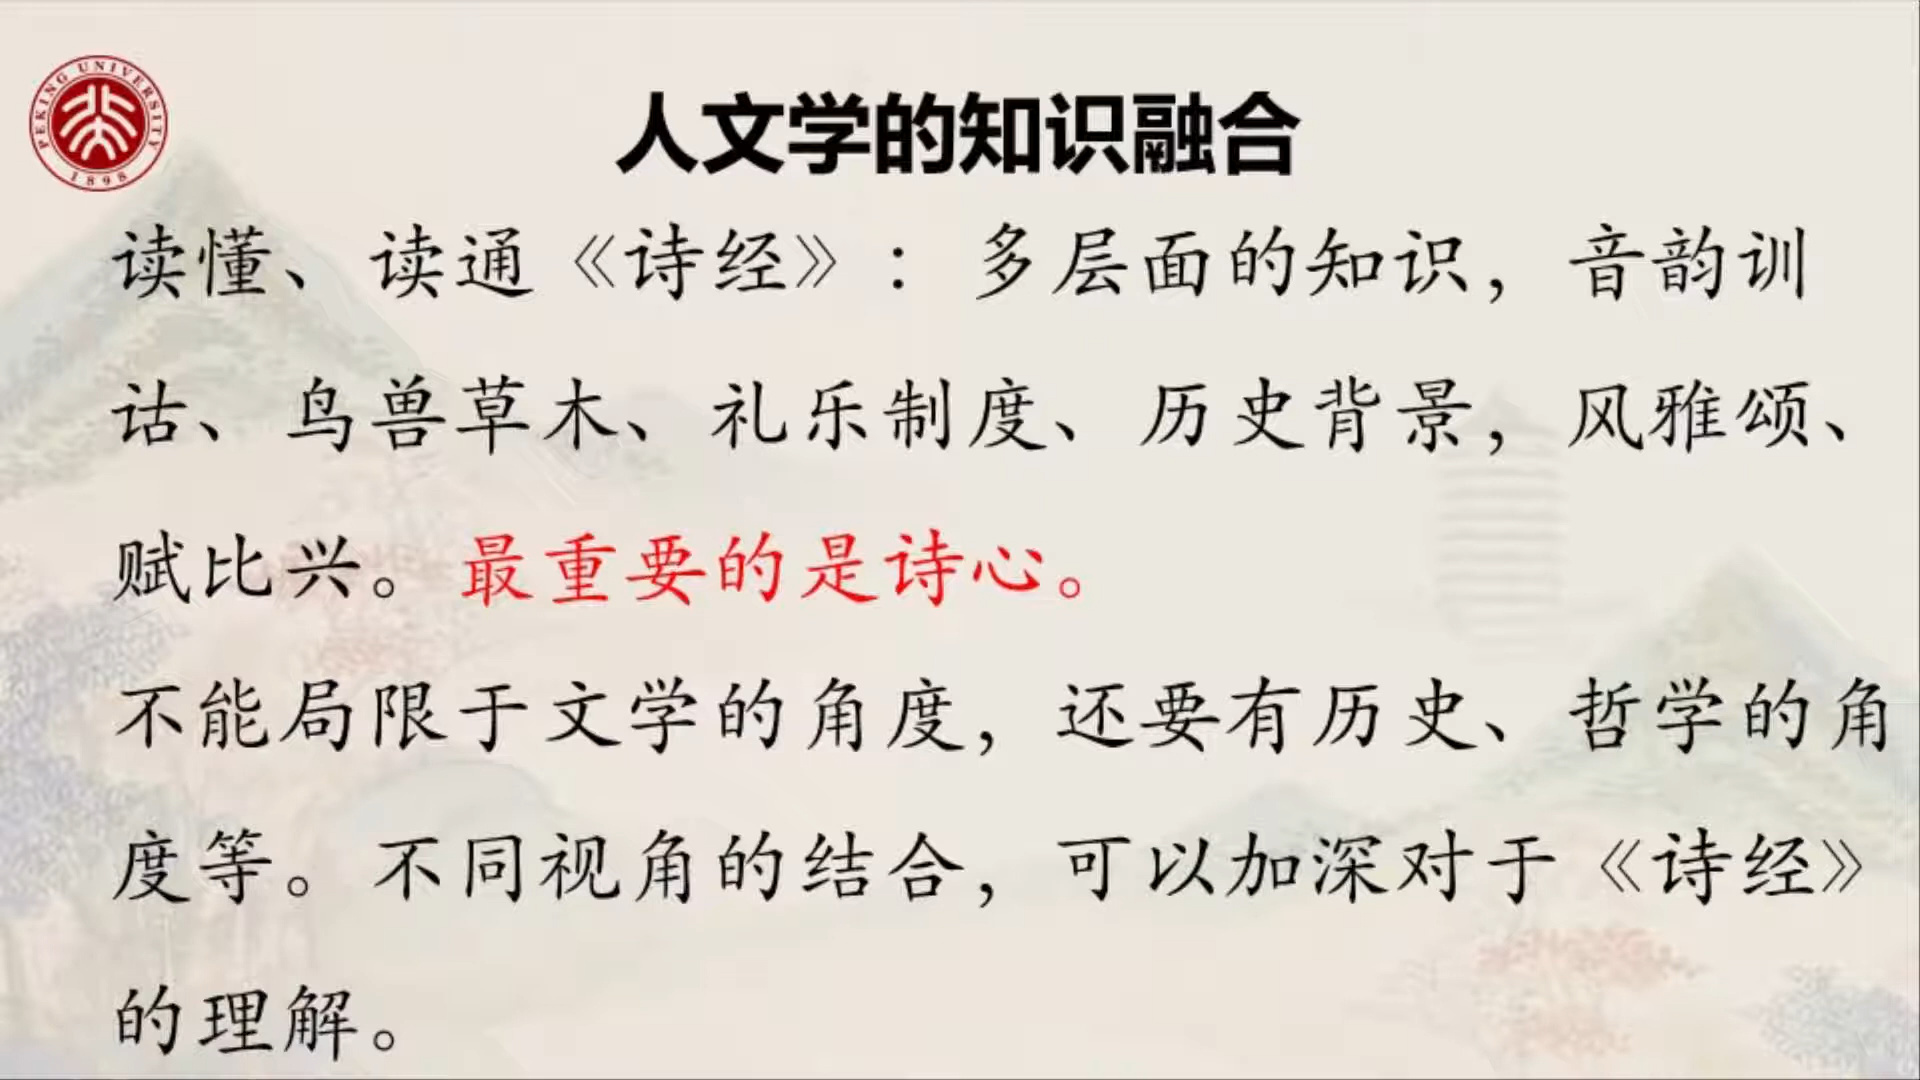 PEKING UNIVERSITY
1898
人文学的知识融合
读懂、读通《诗经》：多层面的知识，音韵训
诂、鸟兽草木、礼乐制度、历史背景，风雅颂、
赋比兴。最重要的是诗心。
不能局限于文学的角度，还要有历史、哲学的角
度等。不同视角的结合，可以加深对于《诗经》
的理解。